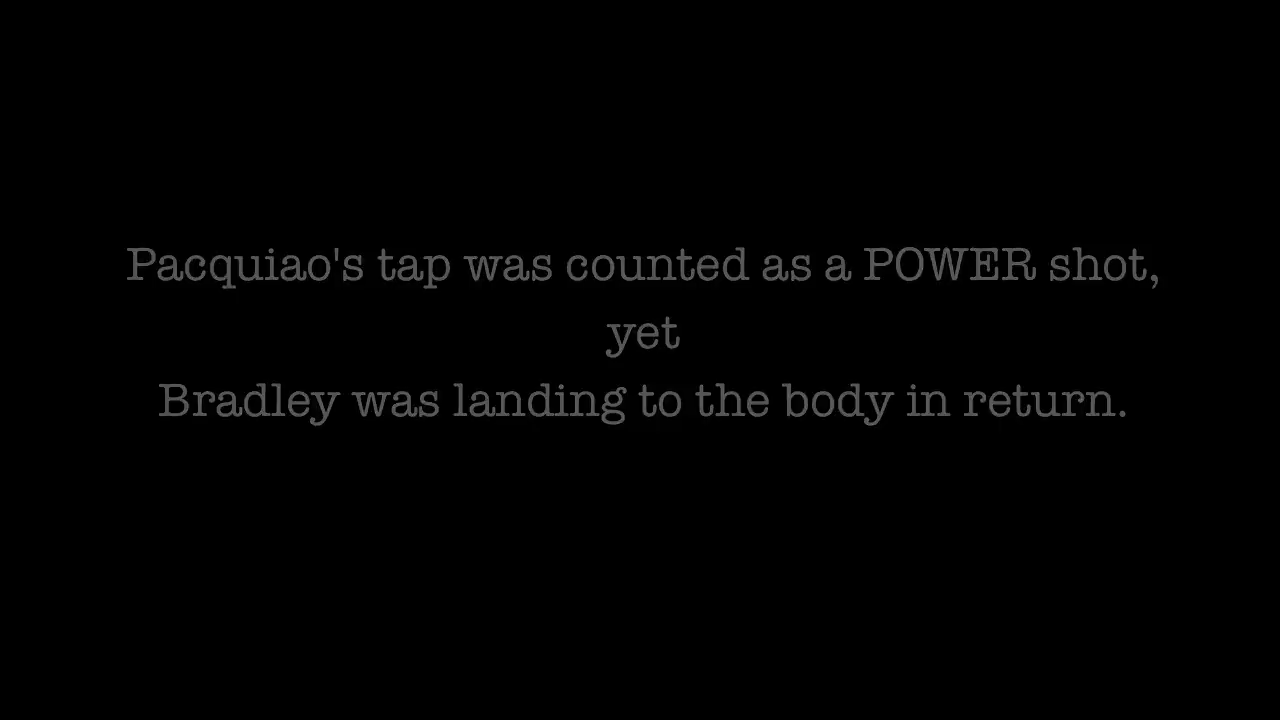 Pacquiao's tap was counted as a POWER shot,
yet
Bradley was landing to the body in return.